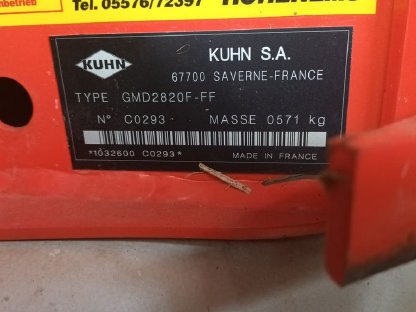 Tel. 05576/72397
KUHN
KUHN S.A.
67700 SAVERNE-FRANCE
TYPE GMD2820F-FF
N° C0293 MASSE 0571 kg
*1032600 C0293*
MADE IN FRANCE